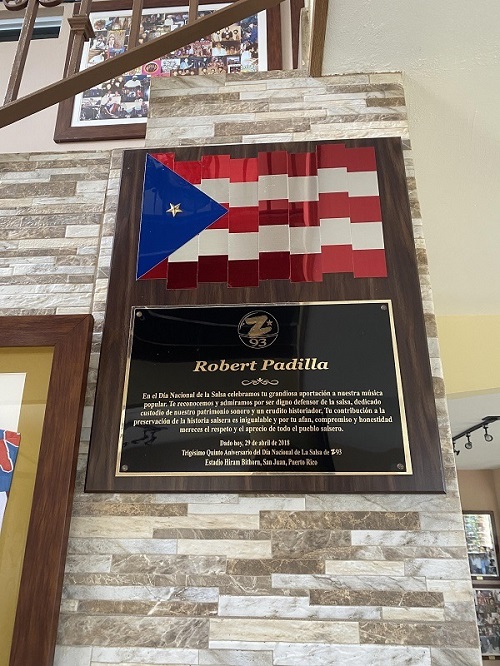 Z
93
Robert Padilla
En el Día Nacional de la Salsa celebramos tu grandiosa aportación a nuestra música
popular. Te reconocemos y admiramos por ser digno defensor de la salsa, dedicado
custodio de nuestro patrimonio sonoro y un erudito historiador. Tu contribución a la
preservación de la historia salsera es inigualable y por tu afán, compromiso y honestidad
mereces el respeto y el aprecio de todo el pueblo salsero.
Dado hoy, 29 de abril de 2018
Trigésimo Quinto Aniversario del Día Nacional de La Salsa de Z-93
Estadio Hiram Bithorn, San Juan, Puerto Rico